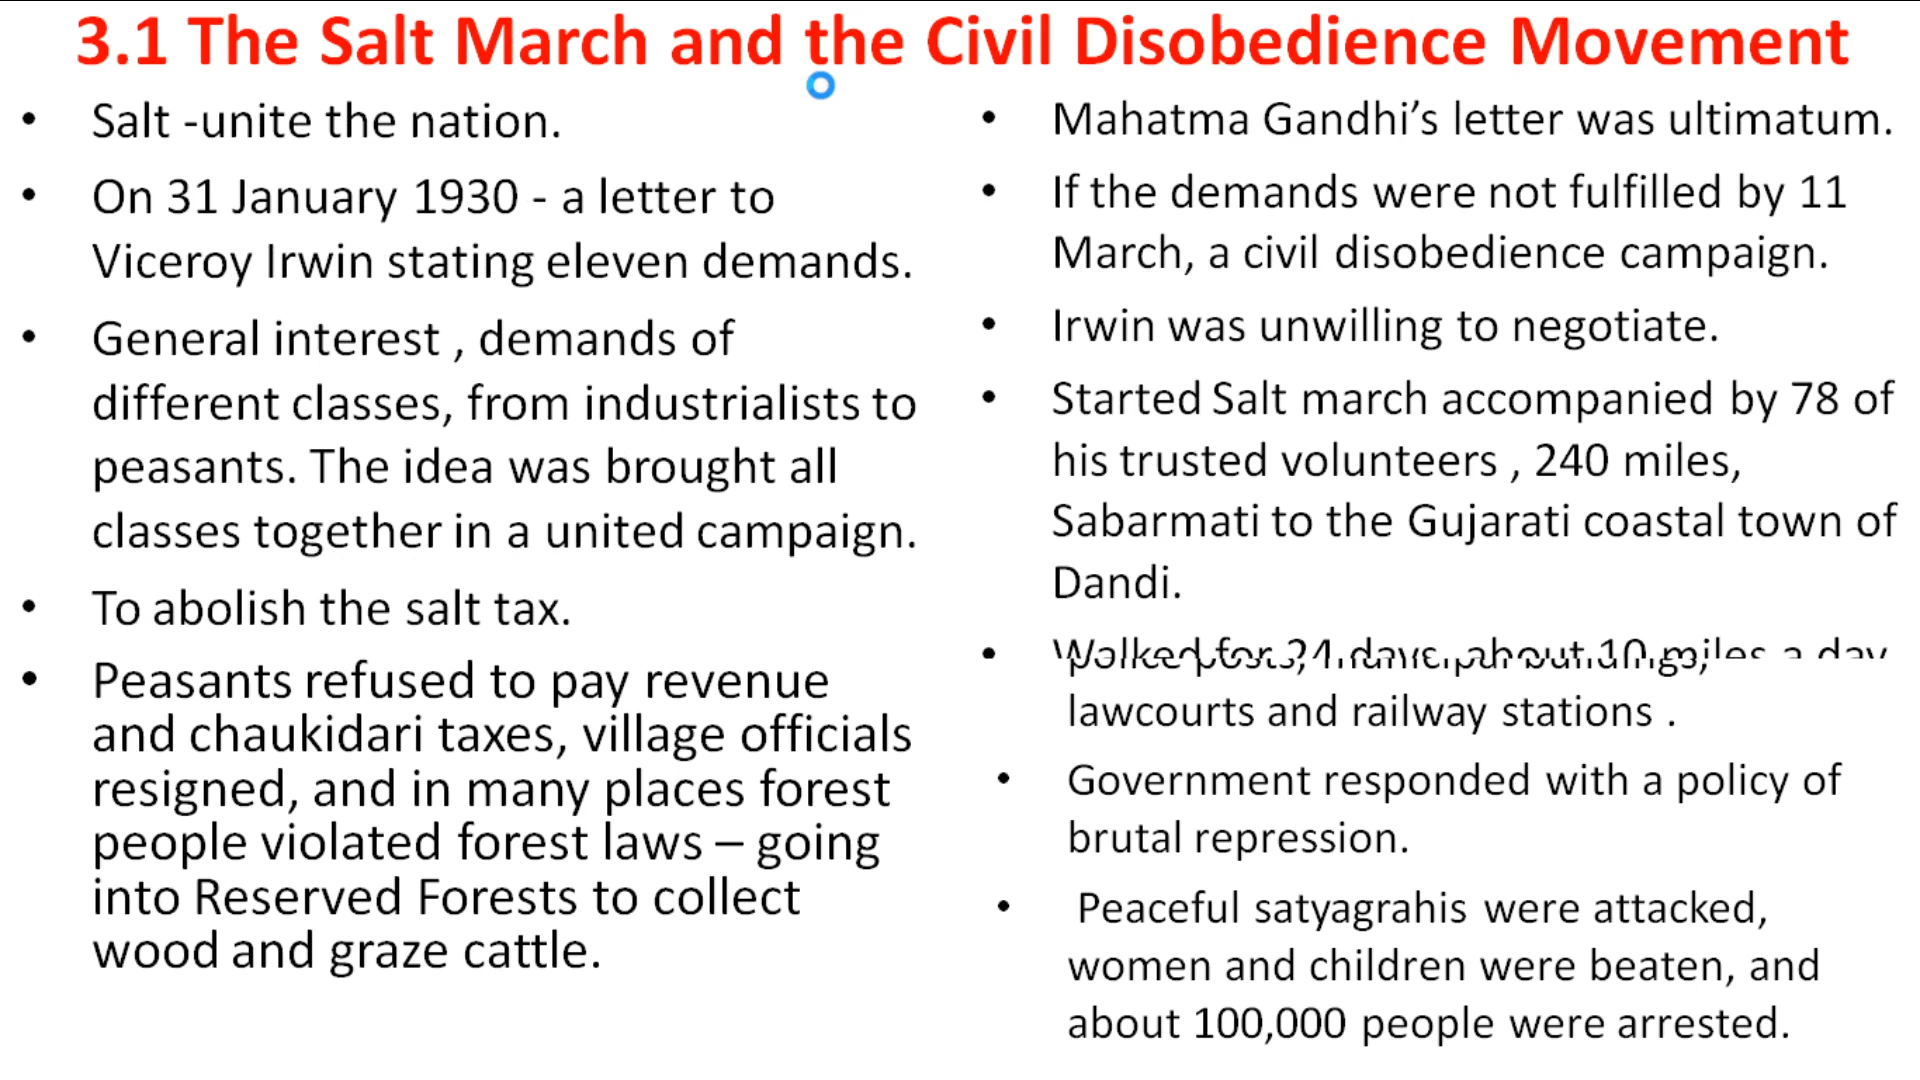 3.1 The Salt March and the Civil Disobedience Movement
• Salt -unite the nation.
• On 31 January 1930 - a letter to
Viceroy Irwin stating eleven demands.
• General interest , demands of
different classes, from industrialists to
peasants. The idea was brought all
classes together in a united campaign.
• To abolish the salt tax.
• Peasants refused to pay revenue
and chaukidari taxes, village officials
resigned, and in many places forest
people violated forest laws – going
into Reserved Forests to collect
wood and graze cattle.
• Mahatma Gandhi’s letter was ultimatum.
• If the demands were not fulfilled by 11
March, a civil disobedience campaign.
• Irwin was unwilling to negotiate.
• Started Salt march accompanied by 78 of
his trusted volunteers , 240 miles,
Sabarmati to the Gujarati coastal town of
Dandi.
• Walked for 24 days, about 10 miles a day
lawcourts and railway stations .
• Government responded with a policy of
brutal repression.
• Peaceful satyagrahis were attacked,
women and children were beaten, and
about 100,000 people were arrested.